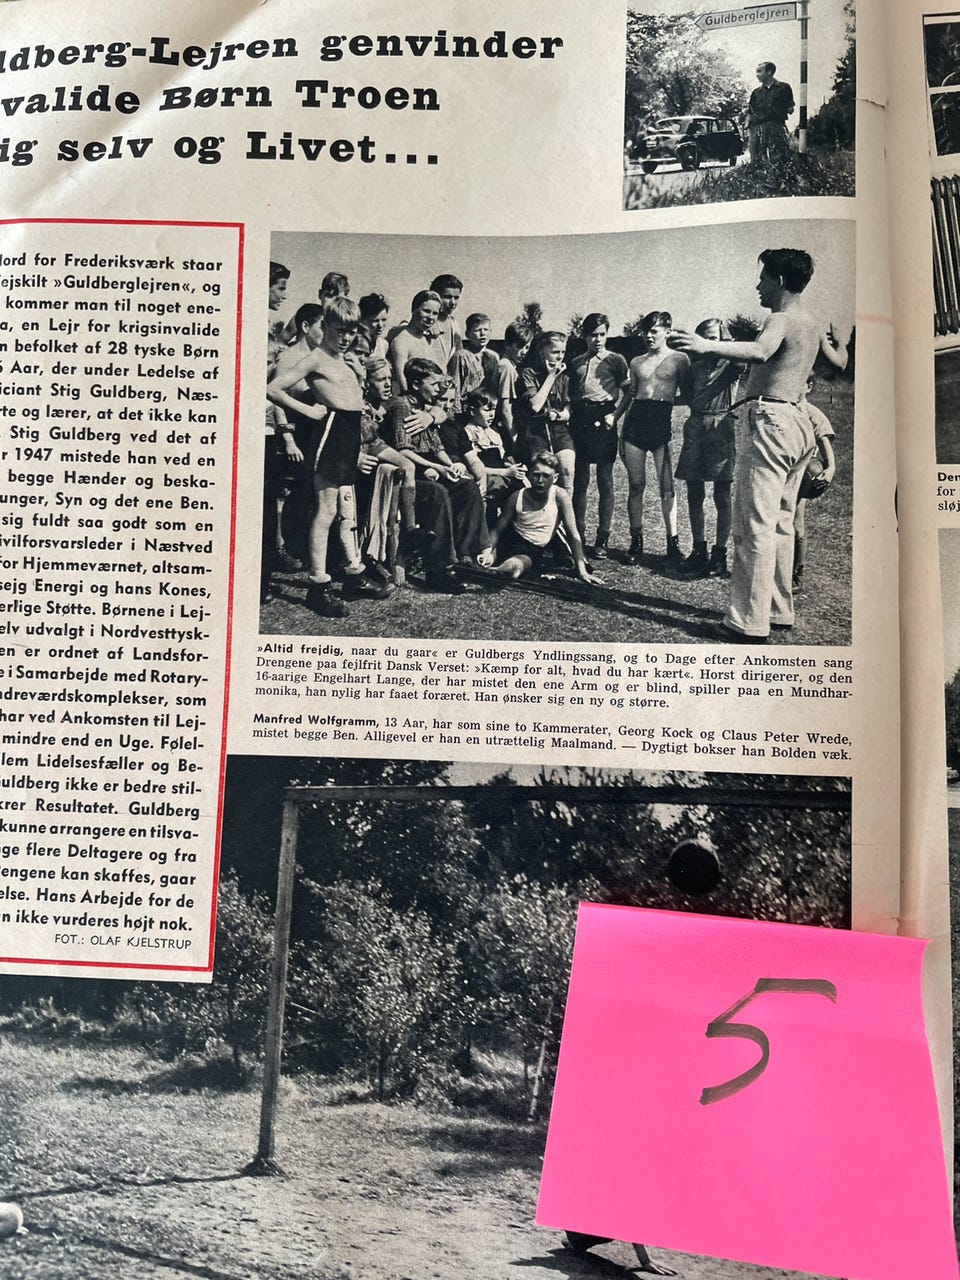 ldberg-Lejren genvinder
valide Børn Troen
ig selv og Livet...
Guldberglejren
ord for Frederiksværk staar
ejskilt »Guldberglejren«, og
kommer man til noget ene-
a, en Lejr for krigsinvalide
n befolket af 28 tyske Børn
Aar, der under Ledelse af
iciant Stig Guldberg, Næs-
rte og lærer, at det ikke kan
Stig Guldberg ved det af
r 1947 mistede han ved en
begge Hænder og beska-
unger, Syn og det ene Ben.
sig fuldt saa godt som en
ivilforsvarsleder i Næstved
for Hjemmeværnet, altsam-
sejg Energi og hans Kones,
erlige Støtte. Børnene i Lej-
elv udvalgt i Nordvesttysk-
en er ordnet af Landsfor-
e i Samarbejde med Rotary-
ndreværdskomplekser, som
har ved Ankomsten til Lej-
mindre end en Uge. Følel-
lem Lidelsesfæller og Be-
Guldberg ikke er bedre stil-
krer Resultatet. Guldberg
kunne arrangere en tilsva-
ge flere Deltagere og fra
engene kan skaffes, gaar
else. Hans Arbejde for de
n ikke vurderes højt nok.
FOT.: OLAF KJELSTRUP
»Altid frejdig, naar du gaar« er Guldbergs Yndlingssang, og to Dage efter Ankomsten sang
Drengene paa fejlfrit Dansk Verset: »Kæmp for alt, hvad du har kært«. Horst dirigerer, og den
16-aarige Engelhart Lange, der har mistet den ene Arm og er blind, spiller paa en Mundhar-
monika, han nylig har faaet foræret. Han ønsker sig en ny og større.
Manfred Wolfgramm, 13 Aar, har som sine to Kammerater, Georg Kock og Claus Peter Wrede,
mistet begge Ben. Alligevel er han en utrættelig Maalmand. — Dygtigt bokser han Bolden væk.
Den
for
sløj
5